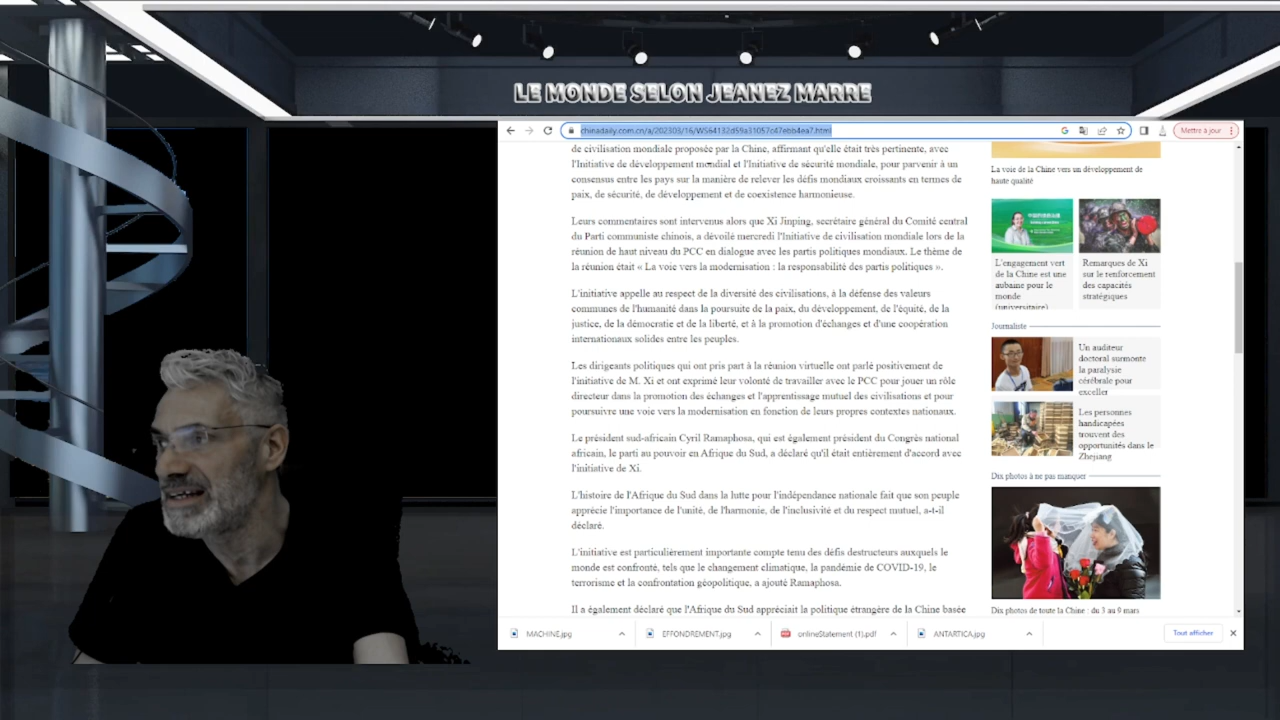 LE MONDE SELON JEANEZ MARRE
chinadaily.com.cn/a/202303/16/WS64132d59a31057c47ebb4ea7.html
Mettre à jour
de civilisation mondiale proposée par la Chine, affirmant qu'elle était très pertinente, avec
l'Initiative de développement mondial et l'Initiative de sécurité mondiale, pour parvenir à un
consensus entre les pays sur la manière de relever les défis mondiaux croissants en termes de
paix, de sécurité, de développement et de coexistence harmonieuse.
Leurs commentaires sont intervenus alors que Xi Jinping, secrétaire général du Comité central
du Parti communiste chinois, a dévoilé mercredi l'Initiative de civilisation mondiale lors de la
réunion de haut niveau du PCC en dialogue avec les partis politiques mondiaux. Le thème de
la réunion était « La voie vers la modernisation : la responsabilité des partis politiques ».
L'initiative appelle au respect de la diversité des civilisations, à la défense des valeurs
communes de l'humanité dans la poursuite de la paix, du développement, de l'équité, de la
justice, de la démocratie et de la liberté, et à la promotion d'échanges et d'une coopération
internationaux solides entre les peuples.
Les dirigeants politiques qui ont pris part à la réunion virtuelle ont parlé positivement de
l'initiative de M. Xi et ont exprimé leur volonté de travailler avec le PCC pour jouer un rôle
directeur dans la promotion des échanges et l'apprentissage mutuel des civilisations et pour
poursuivre une voie vers la modernisation en fonction de leurs propres contextes nationaux.
Le président sud-africain Cyril Ramaphosa, qui est également président du Congrès national
africain, le parti au pouvoir en Afrique du Sud, a déclaré qu'il était entièrement d'accord avec
l'initiative de Xi.
L'histoire de l'Afrique du Sud dans la lutte pour l'indépendance nationale fait que son peuple
apprécie l'importance de l'unité, de l'harmonie, de l'inclusivité et du respect mutuel, a-t-il
déclaré.
L'initiative est particulièrement importante compte tenu des défis destructeurs auxquels le
monde est confronté, tels que le changement climatique, la pandémie de COVID-19, le
terrorisme et la confrontation géopolitique, a ajouté Ramaphosa.
Il a également déclaré que l'Afrique du Sud appréciait la politique étrangère de la Chine basée
La voie de la Chine vers un développement de
haute qualité
L'engagement vert
de la Chine est une
aubaine pour le
monde
(universitaire)
Remarques de Xi
sur le renforcement
des capacités
stratégiques
Journaliste
Un auditeur
doctoral surmonte
la paralysie
cérébrale pour
exceller
Les personnes
handicapées
trouvent des
opportunités dans le
Zhejiang
Dix photos à ne pas manquer
Dix photos de toute la Chine : du 3 au 9 mars
MACHINE.jpg
EFFONDREMENT.jpg
onlineStatement (1).pdf
ANTARTICA.jpg
Tout afficher